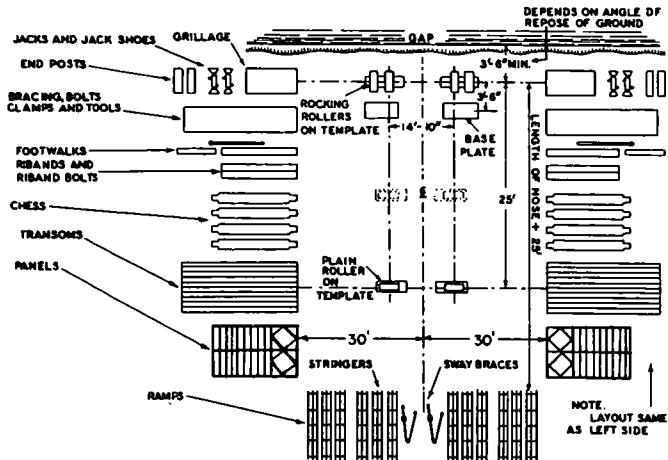 DEPENDS ON ANGLE OF
REPOSE OF GROUND
JACKS AND JACK SHOES
GRILLAGE
GAP
3'-6"MIN.
END POSTS
ROCKING
ROLLERS
ON TEMPLATE
3'-6"
BRACING, BOLTS
CLAMPS AND TOOLS
14'-10"
BASE
PLATE
FOOTWALKS
RIBANDS AND
RIBAND BOLTS
25'
LENGTH OF NOSE + 25'
CHESS
TRANSOMS
PLAIN
ROLLER
ON
TEMPLATE
PANELS
30'
30'
STRINGERS
SWAY BRACES
RAMPS
NOTE.
LAYOUT SAME
AS LEFT SIDE